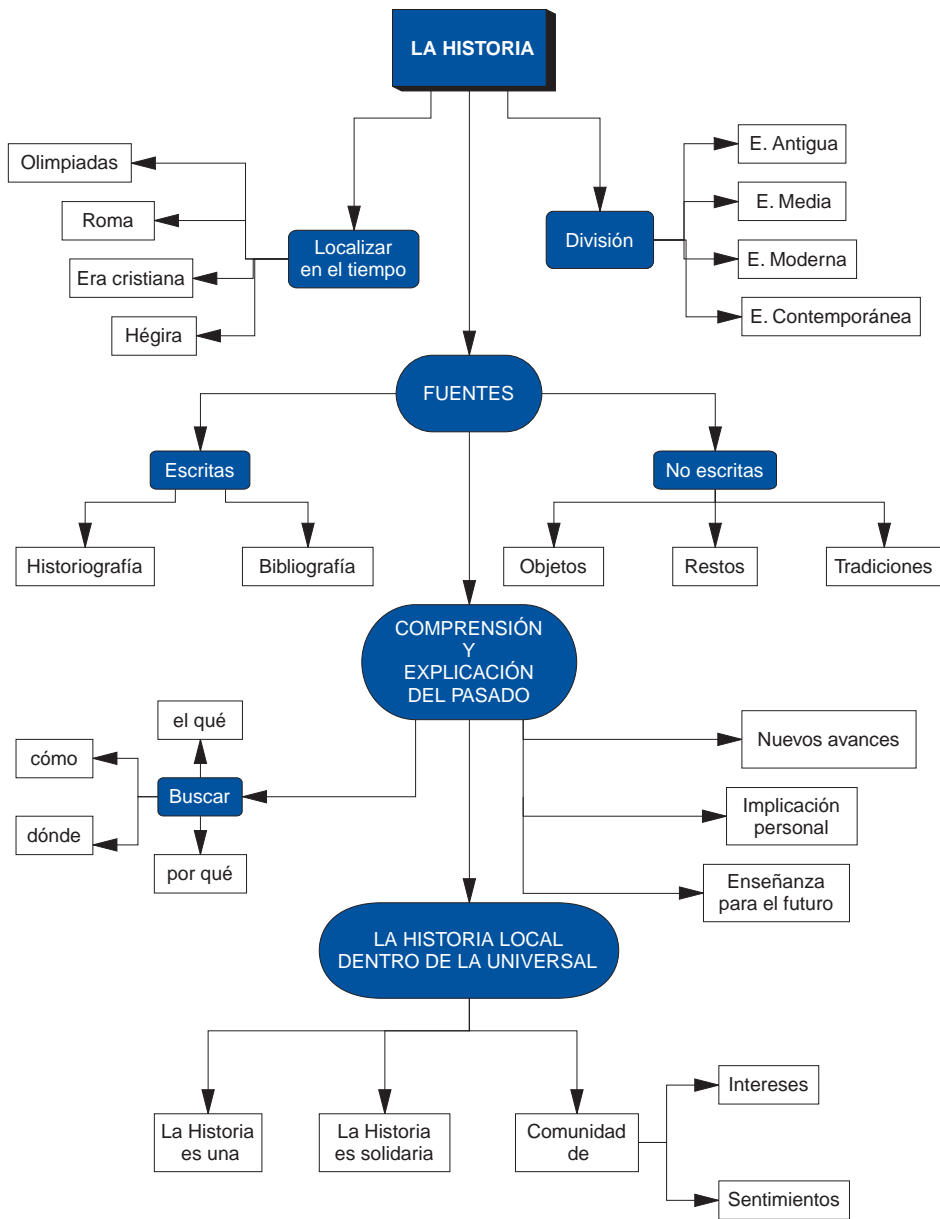 LA HISTORIA
Olimpiadas
Roma
Era cristiana
Hégira
Localizar
en el tiempo
División
E. Antigua
E. Media
E. Moderna
E. Contemporánea
FUENTES
Escritas
No escritas
Historiografía
Bibliografía
Objetos
Restos
Tradiciones
COMPRENSIÓN
Y
EXPLICACIÓN
DEL PASADO
el qué
cómo
Buscar
dónde
por qué
Nuevos avances
Implicación
personal
Enseñanza
para el futuro
LA HISTORIA LOCAL
DENTRO DE LA UNIVERSAL
La Historia
es una
La Historia
es solidaria
Comunidad
de
Intereses
Sentimientos